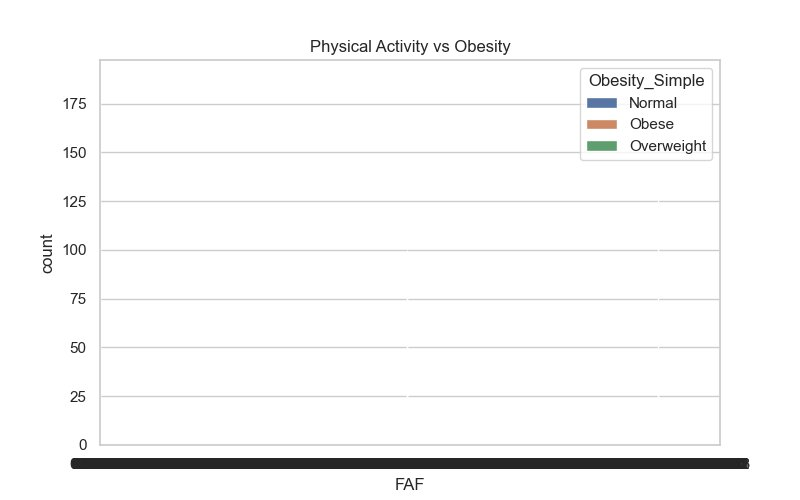 Physical Activity vs Obesity
Obesity_Simple
Normal
Obese
Overweight
175
150
125
100
75
50
25
0
count
FAF